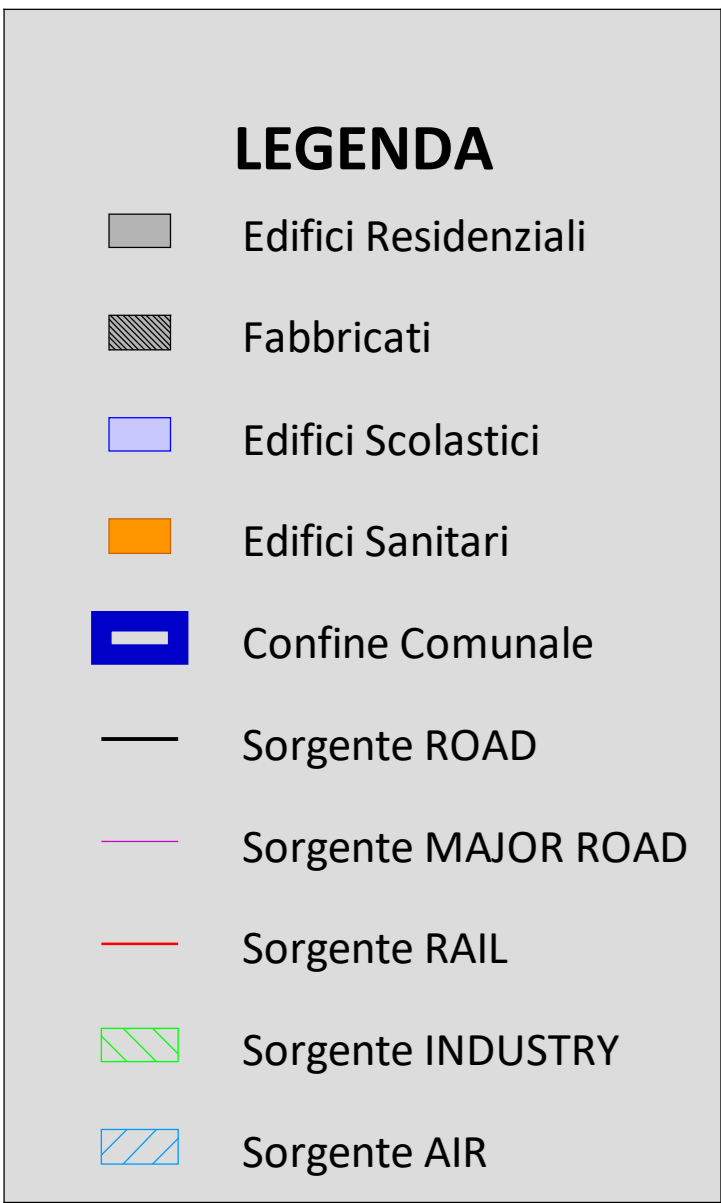 LEGENDA
Edifici Residenziali
Fabbricati
Edifici Scolastici
Edifici Sanitari
Confine Comunale
Sorgente ROAD
Sorgente MAJOR ROAD
Sorgente RAIL
Sorgente INDUSTRY
Sorgente AIR